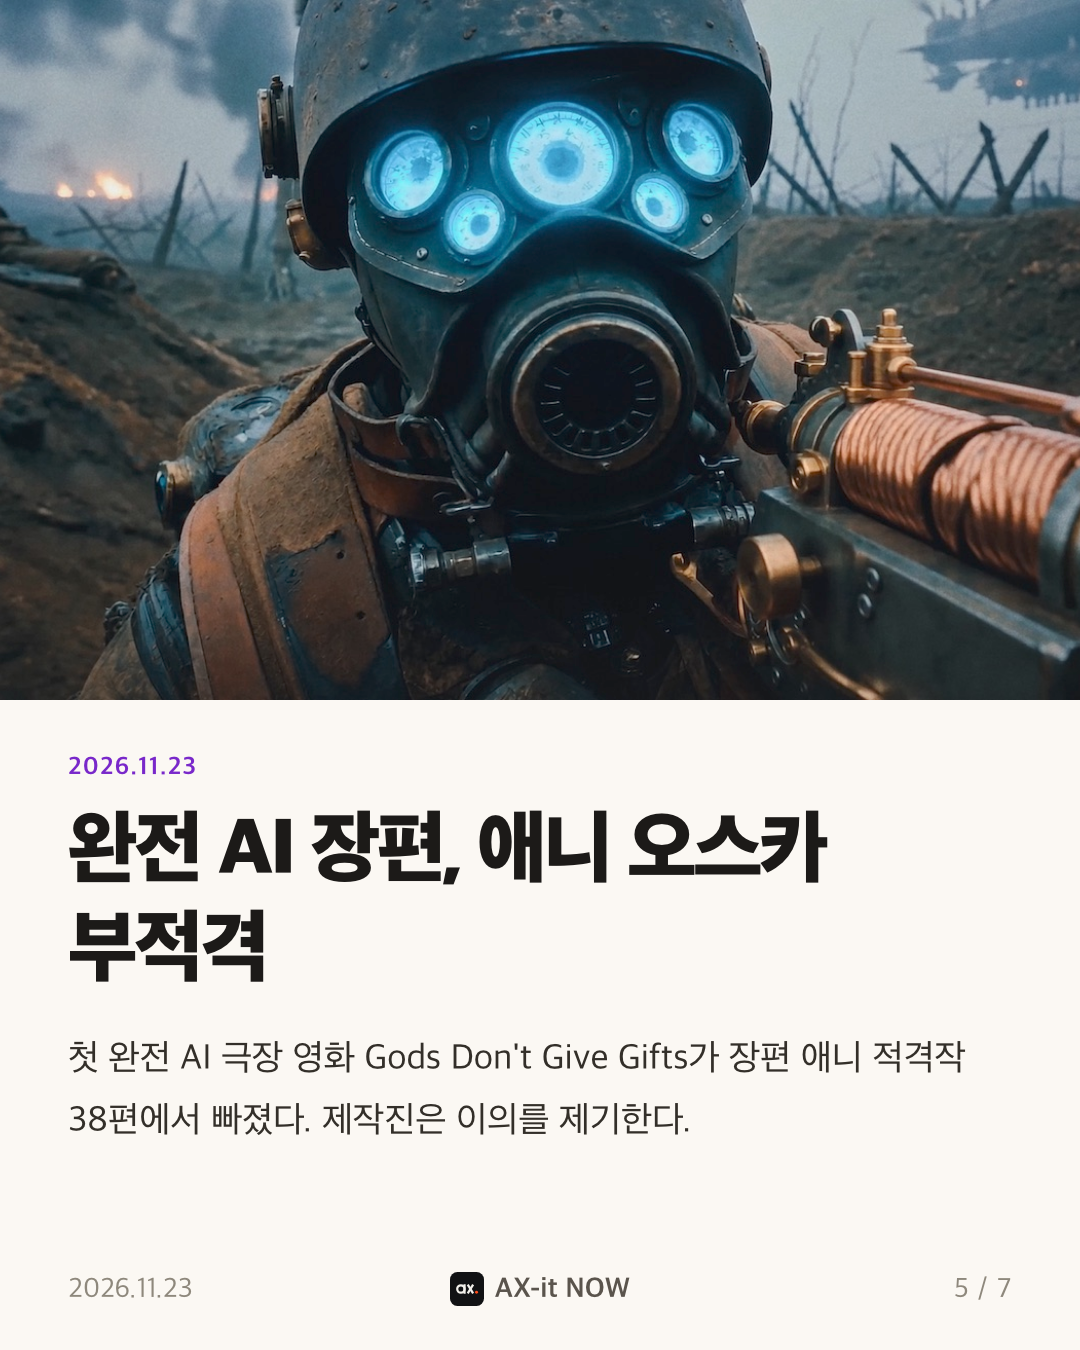 2026.11.23
완전 AI 장편, 애니 오스카
부적격
첫 완전 AI 극장 영화 Gods Don't Give Gifts가 장편 애니 적격작
38편에서 빠졌다. 제작진은 이의를 제기한다.
2026.11.23
ax. AX-it NOW
5 / 7